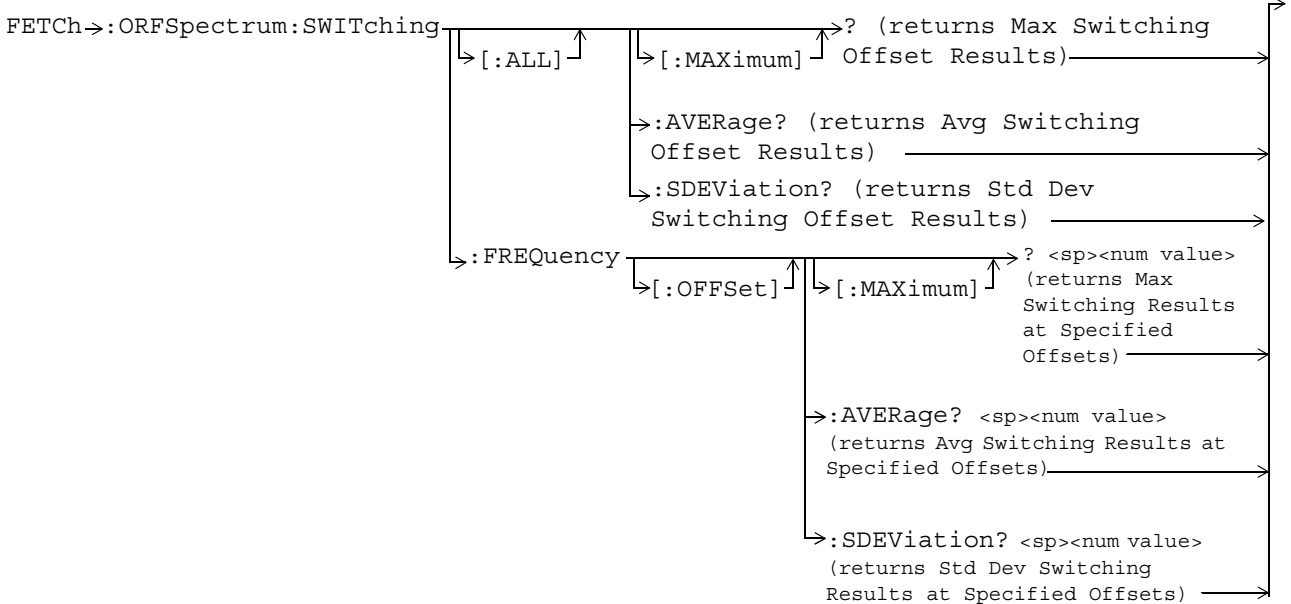 FETCh :ORFSpectrum:SWITching ? (returns Max Switching
[:ALL] [:MAXimum] Offset Results)
:AVERage? (returns Avg Switching
Offset Results)
:SDEViation? (returns Std Dev
Switching Offset Results)
:FREQuency ? <sp><num value>
[:OFFSet] [:MAXimum] (returns Max
Switching Results
at Specified
Offsets)
:AVERage? <sp><num value>
(returns Avg Switching Results at
Specified Offsets)
:SDEViation? <sp><num value>
(returns Std Dev Switching
Results at Specified Offsets)